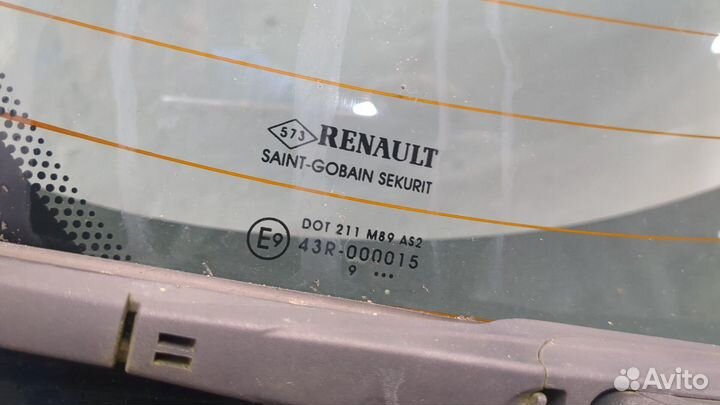 573 RENAULT
SAINT-GOBAIN SEKURIT
E9
DOT 211 M89 AS2
43R-000015
9 ...
Avito